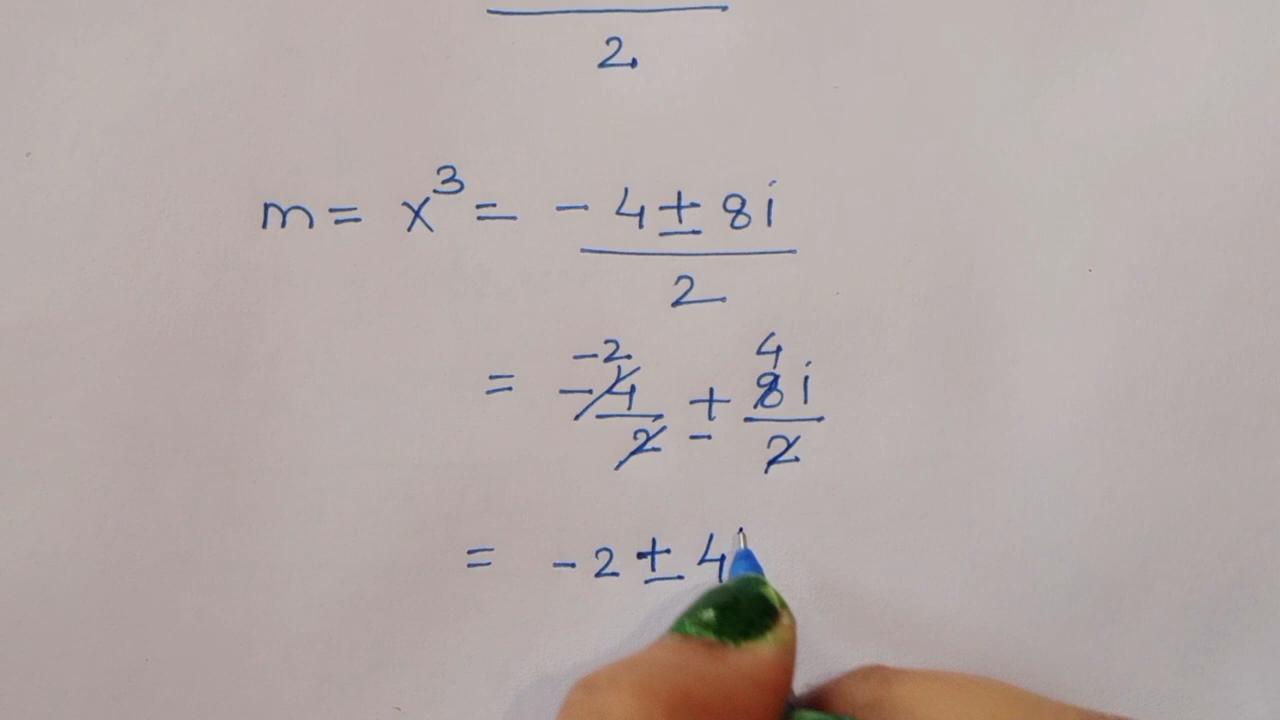 2
m = x³ = - 4 ± 8i
2
-2 4
= -4 ± 8i
2 2
= - 2 ± 4